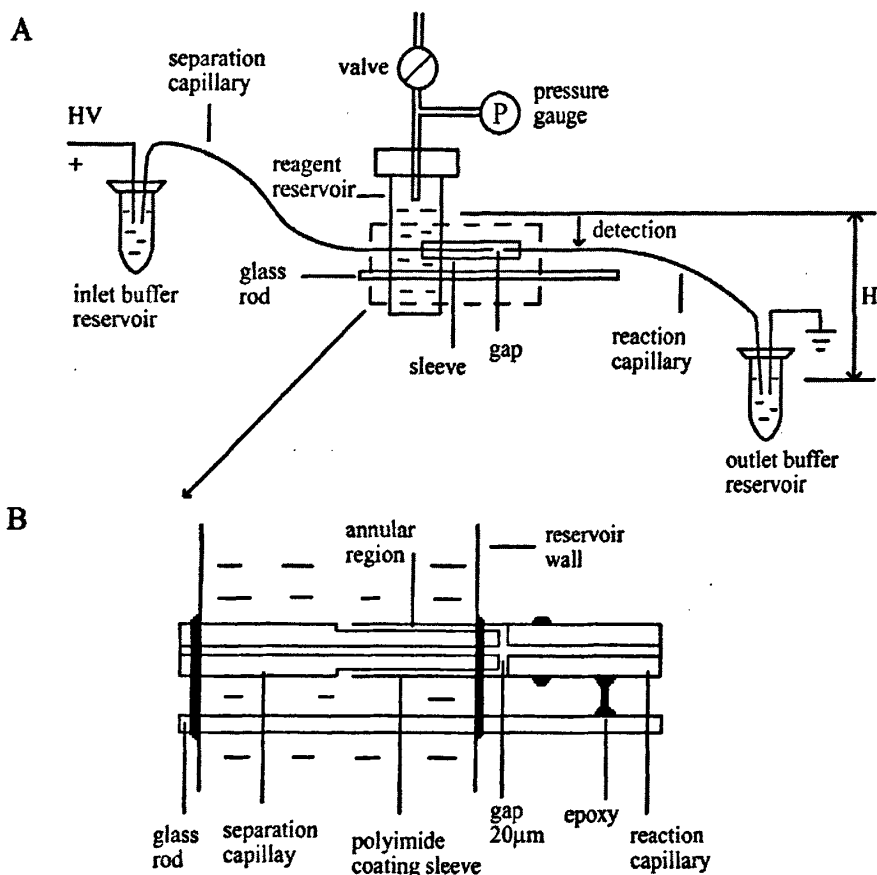 A
separation
capillary
valve
P
pressure
gauge
HV
+
reagent
reservoir
detection
glass
rod
H
inlet buffer
reservoir
sleeve
gap
reaction
capillary
outlet buffer
reservoir
B
annular
region
reservoir
wall
glass
rod
separation
capillay
polyimide
coating sleeve
gap
20μm
epoxy
reaction
capillary